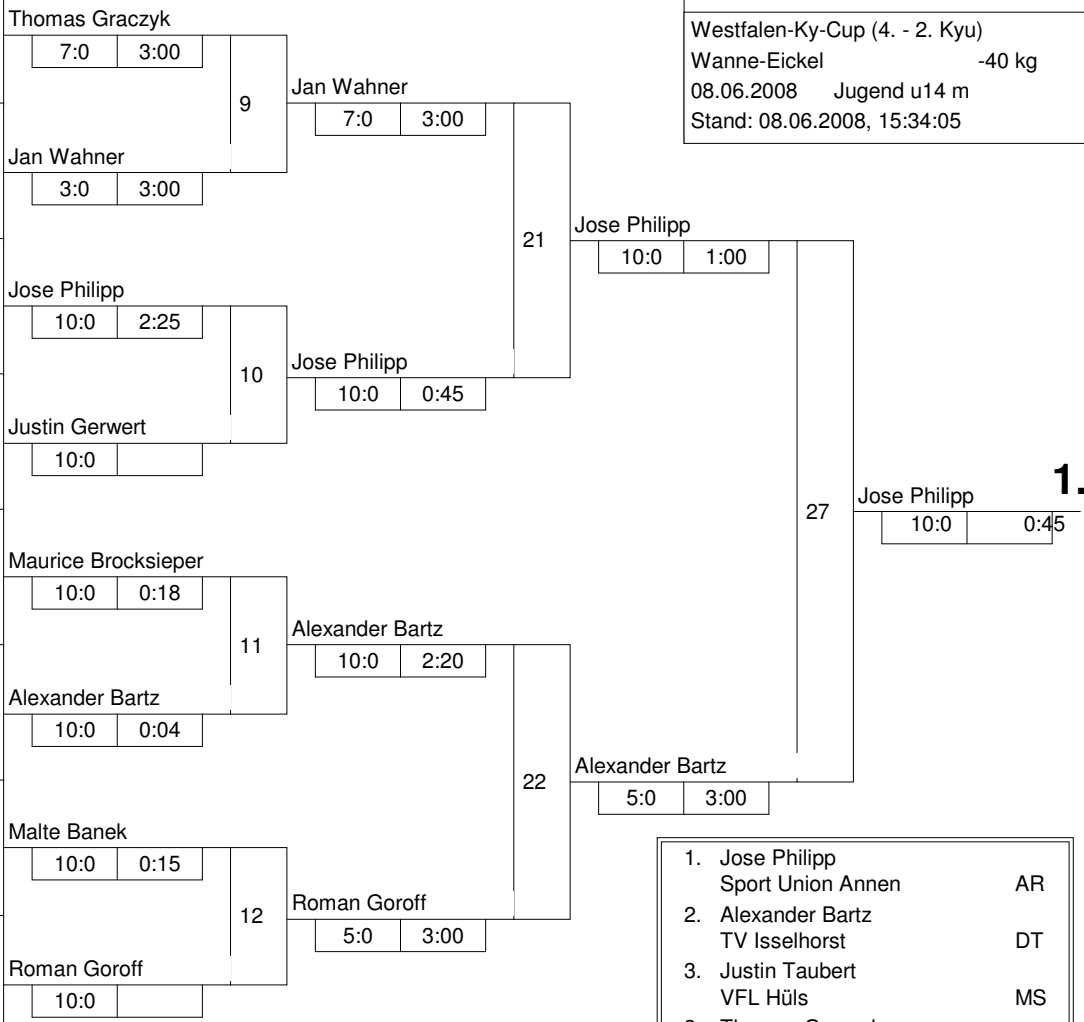 Thomas Graczyk
7:0 3:00
9
Jan Wahner
3:0 3:00
Jose Philipp
10:0 2:25
10
Justin Gerwert
10:0
Maurice Brocksieper
10:0 0:18
11
Alexander Bartz
10:0 0:04
Malte Banek
10:0 0:15
12
Roman Goroff
10:0
Jan Wahner
7:0 3:00
21
Jose Philipp
10:0 0:45
Alexander Bartz
10:0 2:20
22
Roman Goroff
5:0 3:00
Jose Philipp
10:0 1:00
27
Alexander Bartz
5:0 3:00
Jose Philipp 1.
10:0 0:45
Westfalen-Ky-Cup (4. - 2. Kyu)
Wanne-Eickel -40 kg
08.06.2008 Jugend u14 m
Stand: 08.06.2008, 15:34:05
1. Jose Philipp
Sport Union Annen AR
2. Alexander Bartz
TV Isselhorst DT
3. Justin Taubert
VFL Hüls MS